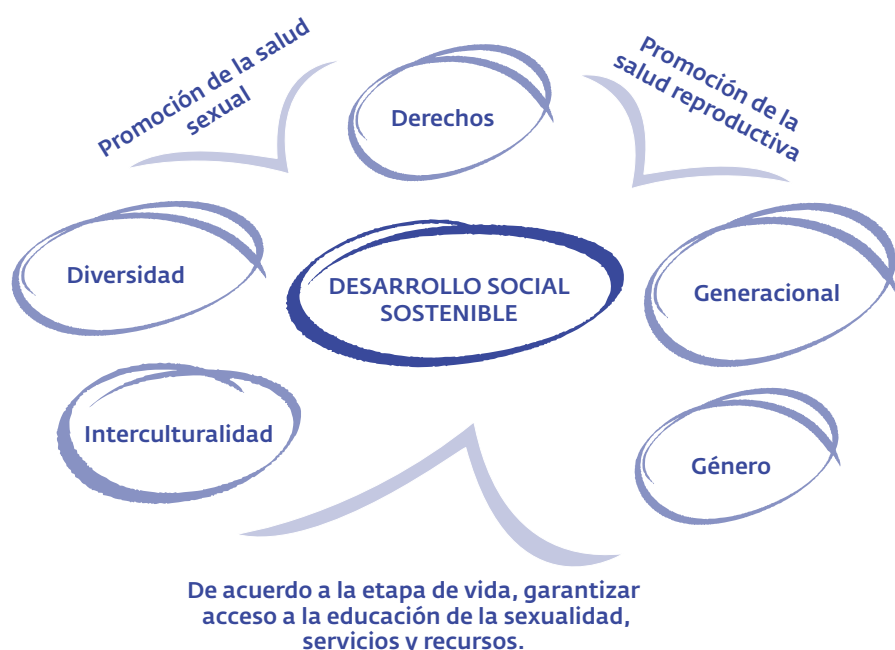 Promoción de la salud
sexual
Promoción de la
salud reproductiva
Derechos
Diversidad
DESARROLLO SOCIAL
SOSTENIBLE
Generacional
Interculturalidad
Género
De acuerdo a la etapa de vida, garantizar
acceso a la educación de la sexualidad,
servicios y recursos.